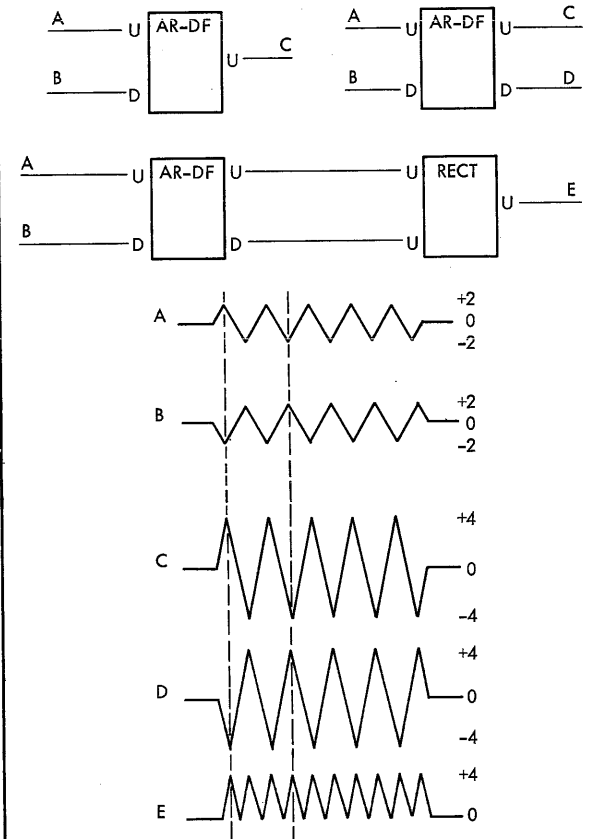 A U AR-DF U C
B D
A U AR-DF U C
B D D D
A U AR-DF U U RECT U E
B D D U
A +2 0 -2
B +2 0 -2
C +4 0 -4
D +4 0 -4
E +4 0